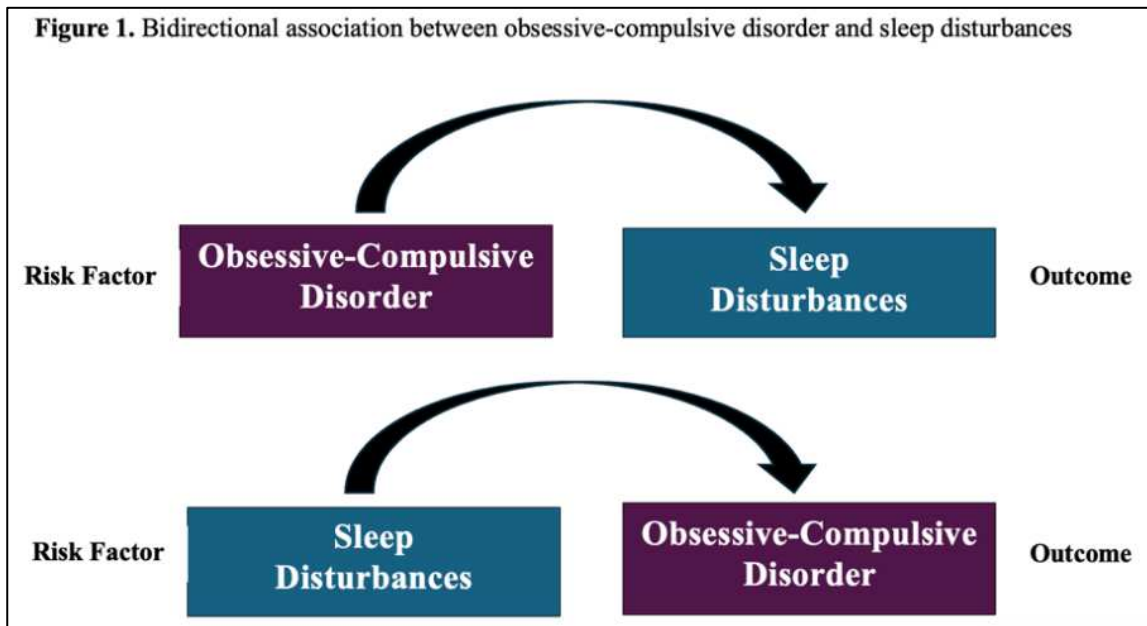 Figure 1. Bidirectional association between obsessive-compulsive disorder and sleep disturbances
Risk Factor
Obsessive-Compulsive
Disorder
Sleep
Disturbances
Outcome
Risk Factor
Sleep
Disturbances
Obsessive-Compulsive
Disorder
Outcome